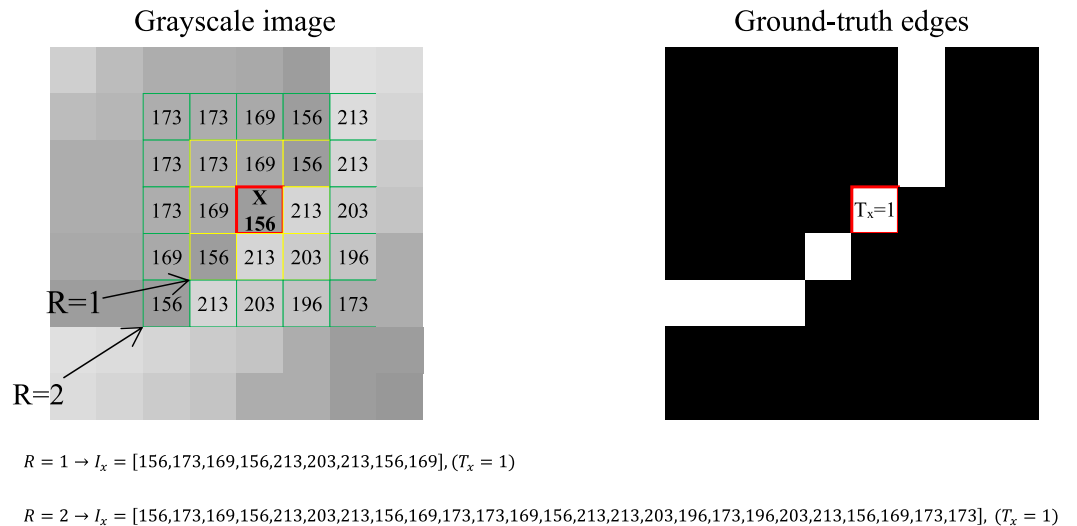 Grayscale image
Ground-truth edges
173 173 169 156 213
173 173 169 156 213
X
173 169 156 213 203
169 156 213 203 196
156 213 203 196 173
R=1
R=2
Tₓ=1
R = 1 → Iₓ = [156,173,169,156,213,203,213,156,169], (Tₓ = 1)
R = 2 → Iₓ = [156,173,169,156,213,203,213,156,169,173,173,169,156,213,213,203,196,173,196,203,213,156,169,173,173], (Tₓ = 1)